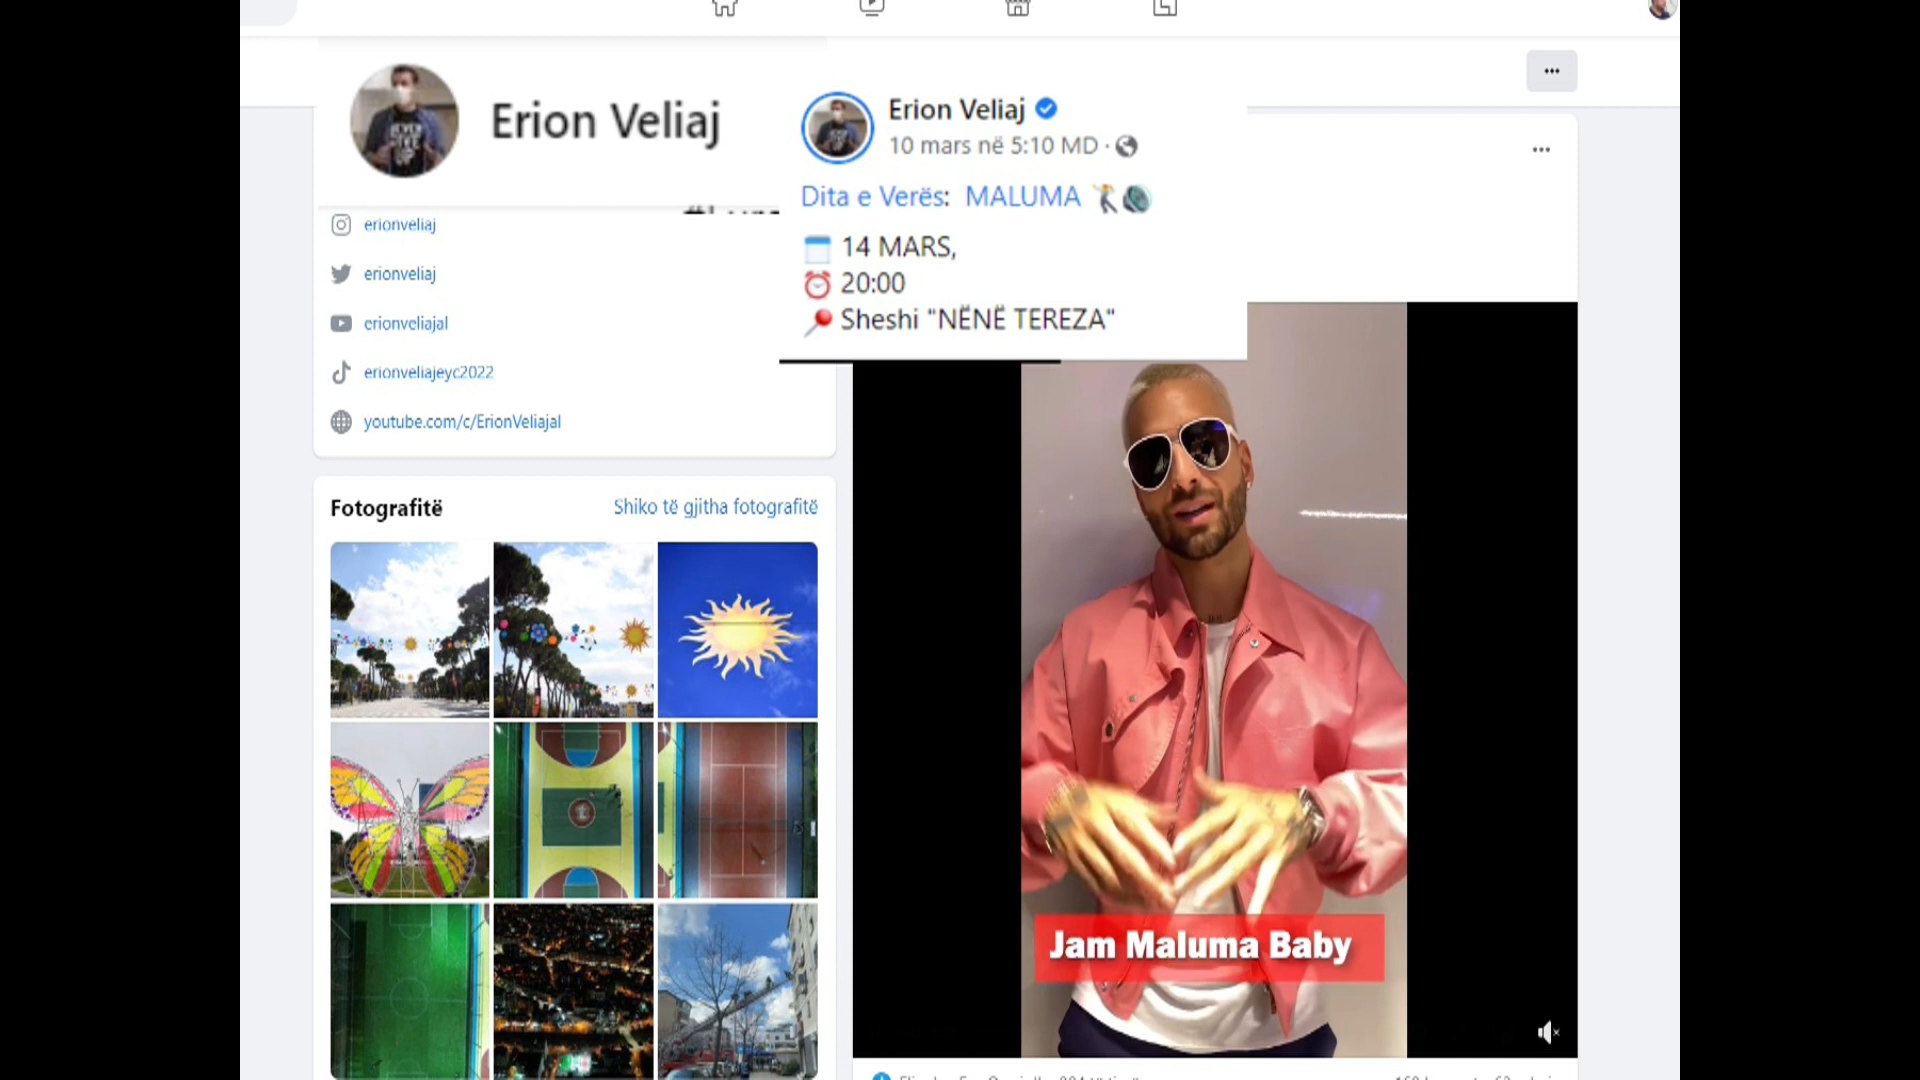 Erion Veliaj
Erion Veliaj
10 mars në 5:10 MD ·
Dita e Verës: MALUMA
14 MARS,
20:00
Sheshi "NËNË TEREZA"
erionveliaj
erionveliaj
erionveliajal
erionveliajeyc2022
youtube.com/c/ErionVeliajal
Fotografitë
Shiko të gjitha fotografitë
Jam Maluma Baby